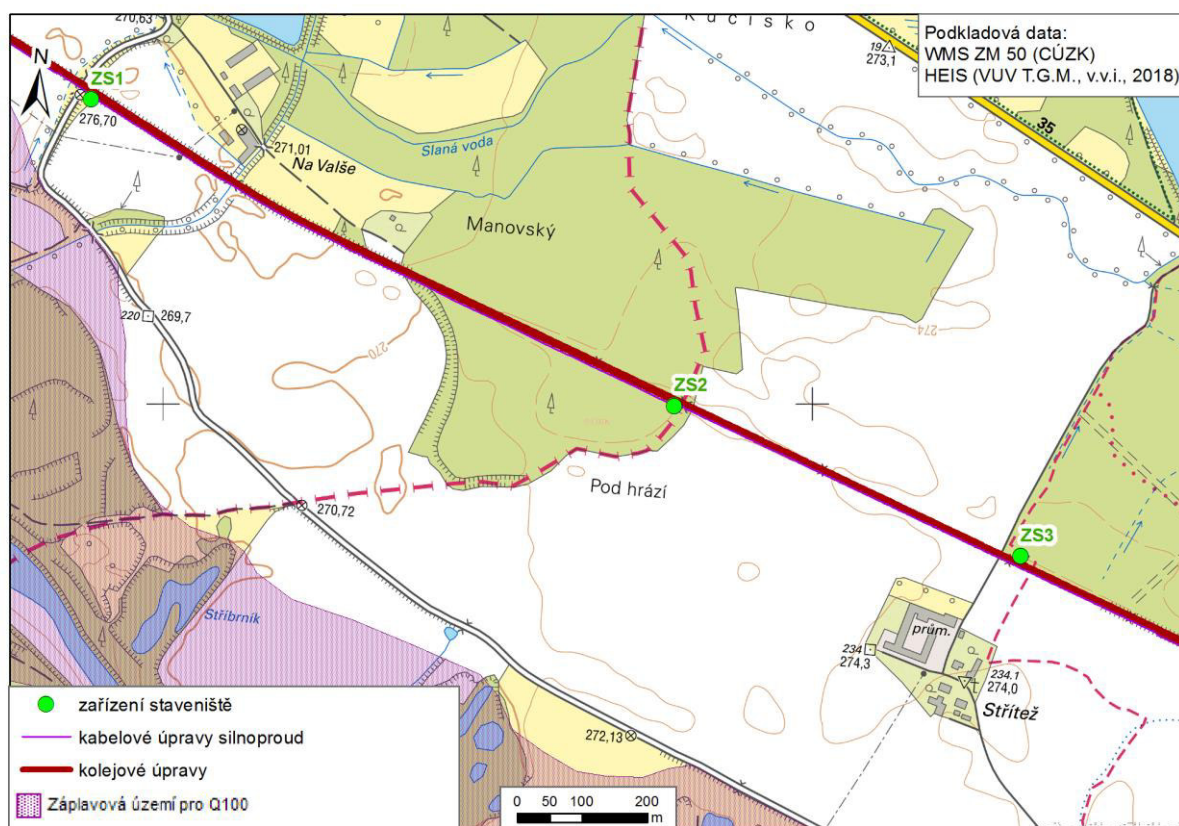 270,63
Kúčisko
Podkladová data:
WMS ZM 50 (CÚZK)
HEIS (VUV T.G.M., v.v.i., 2018)
N
ZS1
276,70
19
273,1
35
271,01
Na Valše
Slaná voda
Manovský
220
269,7
270
274
ZS2
Pod hrází
270,72
ZS3
Stříbrník
prům.
234
274,3
234.1
274,0
Střítež
272,13
zařízení staveniště
kabelové úpravy silnoproud
kolejové úpravy
Záplavová území pro Q100
0 50 100 200
m